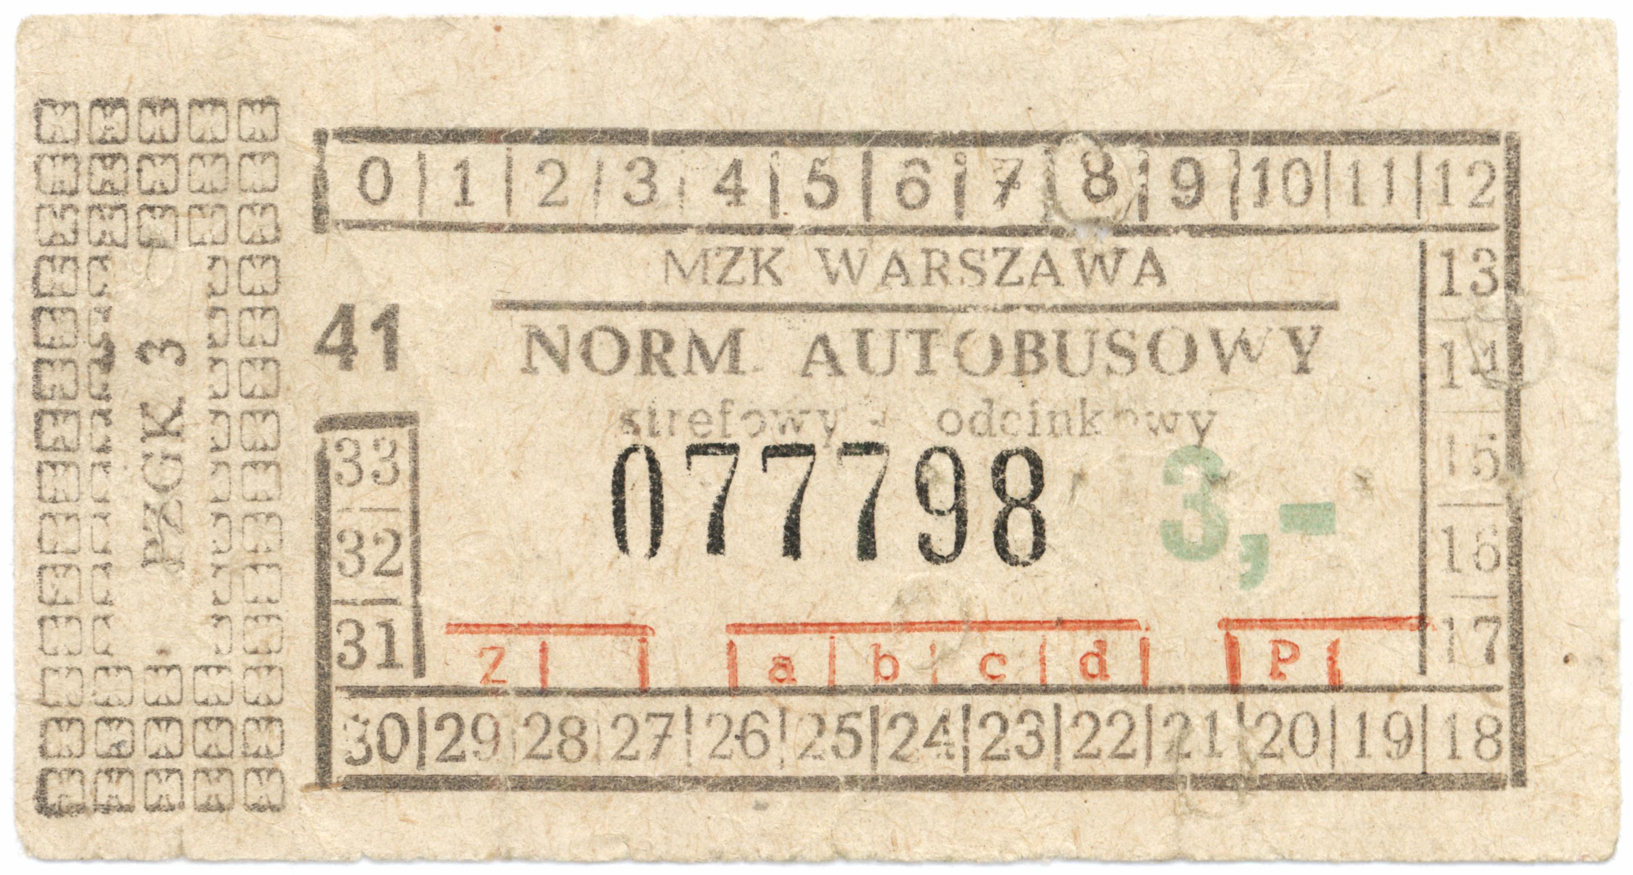 0 1 2 3 4 5 6 7 8 9 10 11 12
MZK WARSZAWA
13
41
NORM. AUTOBUSOWY
14
PZGK 3
strefowy - odcinkowy
33
077798 3,-
15
32
16
31
Z a b c d P
17
30 29 28 27 26 25 24 23 22 21 20 19 18